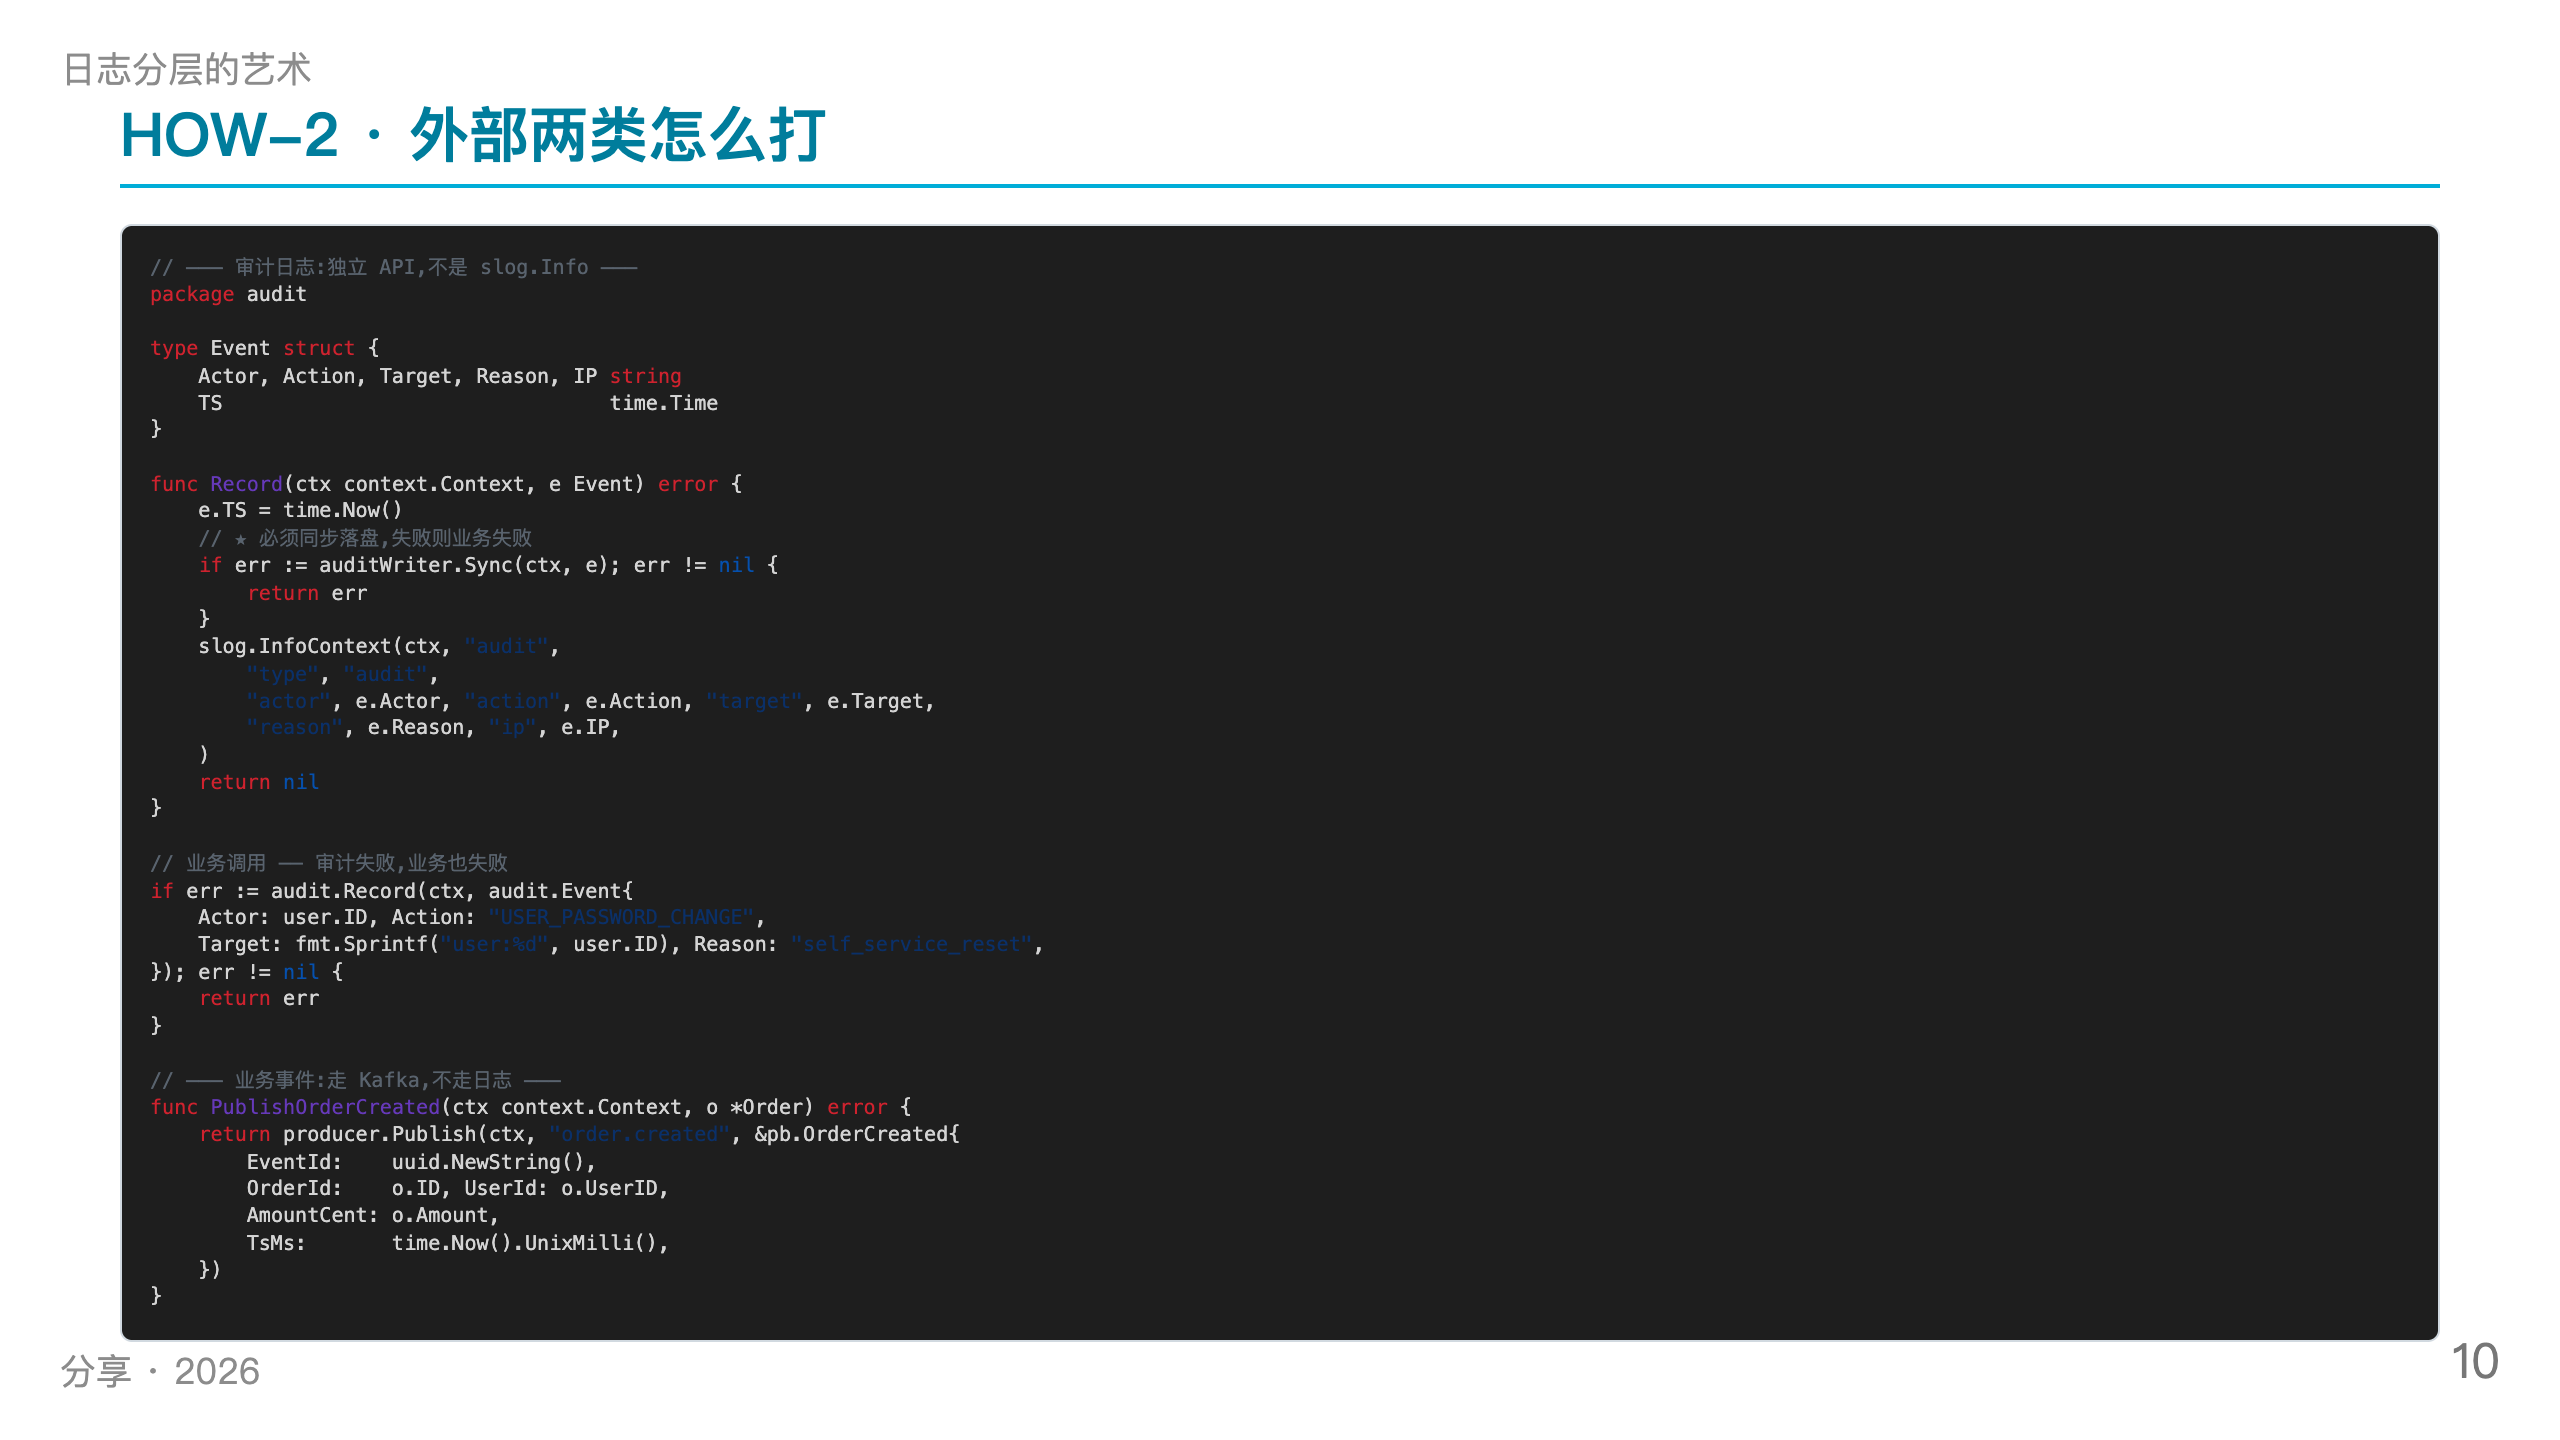 日志分层的艺术
HOW-2 · 外部两类怎么打
// ─── 审计日志:独立 API,不是 slog.Info ───
package audit
type Event struct {
    Actor, Action, Target, Reason, IP string
    TS                                time.Time
}
func Record(ctx context.Context, e Event) error {
    e.TS = time.Now()
    // ★ 必须同步落盘,失败则业务失败
    if err := auditWriter.Sync(ctx, e); err != nil {
        return err
    }
    slog.InfoContext(ctx, "audit",
        "type", "audit",
        "actor", e.Actor, "action", e.Action, "target", e.Target,
        "reason", e.Reason, "ip", e.IP,
    )
    return nil
}
// 业务调用 —— 审计失败,业务也失败
if err := audit.Record(ctx, audit.Event{
    Actor: user.ID, Action: "USER_PASSWORD_CHANGE",
    Target: fmt.Sprintf("user:%d", user.ID), Reason: "self_service_reset",
}); err != nil {
    return err
}
// ─── 业务事件:走 Kafka,不走日志 ───
func PublishOrderCreated(ctx context.Context, o *Order) error {
    return producer.Publish(ctx, "order.created", &pb.OrderCreated{
        EventId:    uuid.NewString(),
        OrderId:    o.ID, UserId: o.UserID,
        AmountCent: o.Amount,
        TsMs:       time.Now().UnixMilli(),
    })
}
分享 · 2026
10